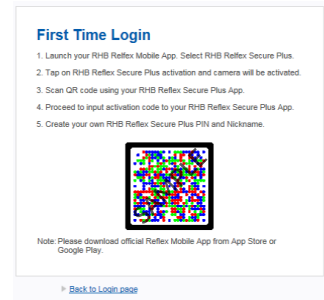 First Time Login
1. Launch your RHB Relfex Mobile App. Select RHB Relfex Secure Plus.
2. Tap on RHB Reflex Secure Plus activation and camera will be activated.
3. Scan QR code using your RHB Reflex Secure Plus App.
4. Proceed to input activation code to your RHB Reflex Secure Plus App.
5. Create your own RHB Reflex Secure Plus PIN and Nickname.
SAMPLE
Note: Please download official Reflex Mobile App from App Store or
Google Play.
Back to Login page